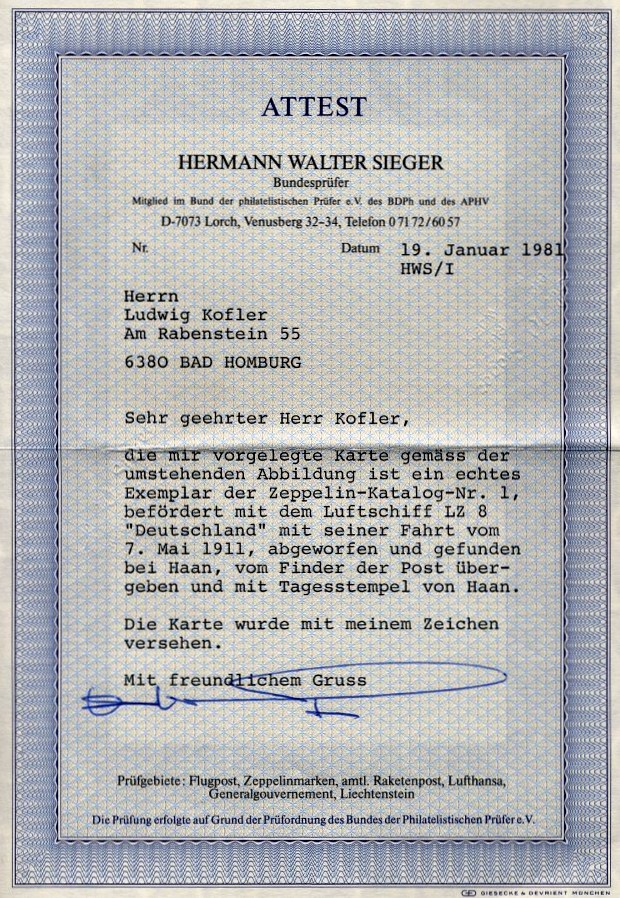 ATTEST
HERMANN WALTER SIEGER
Bundesprüfer
Mitglied im Bund der philatelistischen Prüfer e.V. des BDPh und des APHV
D-7073 Lorch, Venusberg 32–34, Telefon 0 71 72/60 57
Nr. Datum 19. Januar 1981
HWS/I
Herrn
Ludwig Kofler
Am Rabenstein 55
6380 BAD HOMBURG
Sehr geehrter Herr Kofler,
die mir vorgelegte Karte gemäss der
umstehenden Abbildung ist ein echtes
Exemplar der Zeppelin-Katalog-Nr. 1,
befördert mit dem Luftschiff LZ 8
"Deutschland" mit seiner Fahrt vom
7. Mai 1911, abgeworfen und gefunden
bei Haan, vom Finder der Post über-
geben und mit Tagesstempel von Haan.
Die Karte wurde mit meinem Zeichen
versehen.
Mit freundlichem Gruss
Prüfgebiete: Flugpost, Zeppelinmarken, amtl. Raketenpost, Lufthansa,
Generalgouvernement, Liechtenstein
Die Prüfung erfolgte auf Grund der Prüfordnung des Bundes der Philatelistischen Prüfer e.V.
GIESECKE & DEVRIENT MÜNCHEN